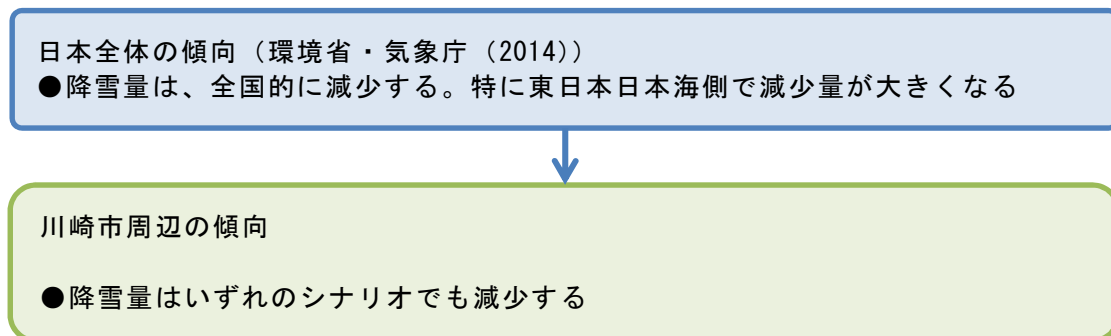 日本全体の傾向（環境省・気象庁（2014））
●降雪量は、全国的に減少する。特に東日本日本海側で減少量が大きくなる
川崎市周辺の傾向
●降雪量はいずれのシナリオでも減少する